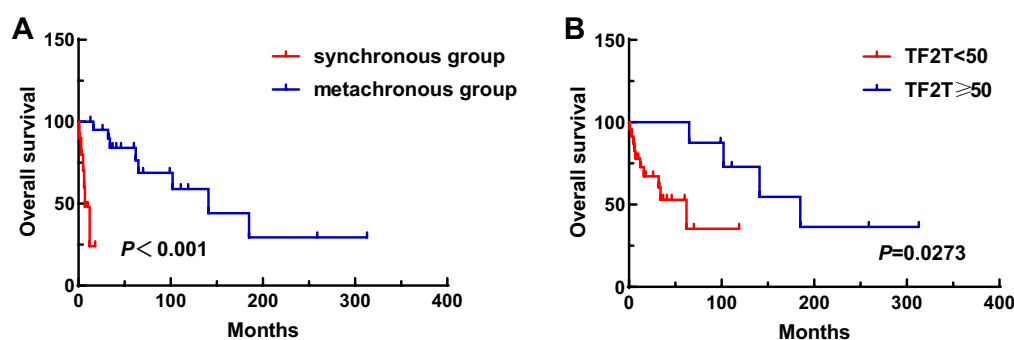 A
synchronous group
metachronous group
Overall survival
150
100
50
0
P＜0.001
0 100 200 300 400
Months
B
TF2T<50
TF2T⩾50
Overall survival
150
100
50
0
P=0.0273
0 100 200 300 400
Months